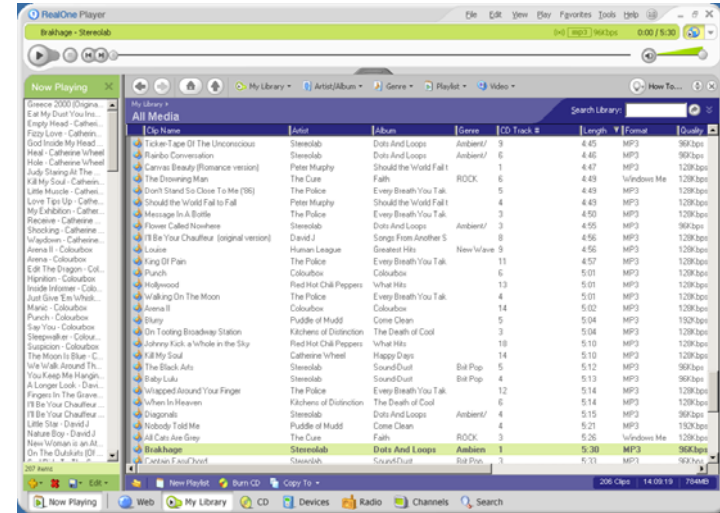 RealOne Player
File Edit View Play Favorites Tools Help
Brakhage - Stereolab
mp3 96Kbps 0:00 / 5:30
Now Playing
My Library Artist/Album Genre Playlist Video How To...
My Library
All Media
Search Library:
Clip Name Artist Album Genre CD Track # Length Format Quality
Ticker-Tape Of The Unconscious Stereolab Dots And Loops Ambient/ 9 4:45 MP3 96Kbps
Rainbo Conversation Stereolab Dots And Loops Ambient/ 6 4:46 MP3 96Kbps
Canvas Beauty (Romance version) Peter Murphy Should the World Fail t 1 4:47 MP3 128Kbps
The Drowning Man The Cure Faith ROCK 6 4:49 Windows Me 128Kbps
Don't Stand So Close To Me ('86) The Police Every Breath You Tak 5 4:49 MP3 128Kbps
Should the World Fail to Fall Peter Murphy Should the World Fail t 4 4:49 MP3 128Kbps
Message In A Bottle The Police Every Breath You Tak 3 4:50 MP3 128Kbps
Flower Called Nowhere Stereolab Dots And Loops Ambient/ 3 4:55 MP3 96Kbps
I'll Be Your Chauffeur (original version) David J Songs From Another S 8 4:56 MP3 128Kbps
Louise Human League Greatest Hits New Wave 9 4:56 MP3 128Kbps
King Of Pain The Police Every Breath You Tak 11 4:57 MP3 128Kbps
Punch Colourbox Colourbox 6 5:01 MP3 128Kbps
Hollywood Red Hot Chili Peppers What Hits 13 5:01 MP3 128Kbps
Walking On The Moon The Police Every Breath You Tak 4 5:01 MP3 128Kbps
Arena II Colourbox Colourbox 14 5:02 MP3 128Kbps
Blurry Puddle of Mudd Come Clean 5 5:04 MP3 192Kbps
On Tooting Broadway Station Kitchens of Distinction The Death of Cool 3 5:04 MP3 128Kbps
Johnny Kick a Whole in the Sky Red Hot Chili Peppers What Hits 18 5:10 MP3 128Kbps
Kill My Soul Catherine Wheel Happy Days 14 5:10 MP3 128Kbps
The Black Arts Stereolab Sound-Dust Brit Pop 5 5:12 MP3 96Kbps
Baby Lulu Stereolab Sound-Dust Brit Pop 4 5:13 MP3 96Kbps
Wrapped Around Your Finger The Police Every Breath You Tak 12 5:14 MP3 128Kbps
When In Heaven Kitchens of Distinction The Death of Cool 6 5:14 MP3 128Kbps
Diagonals Stereolab Dots And Loops Ambient/ 4 5:15 MP3 96Kbps
Nobody Told Me Puddle of Mudd Come Clean 4 5:21 MP3 192Kbps
All Cats Are Grey The Cure Faith ROCK 3 5:26 Windows Me 128Kbps
Brakhage Stereolab Dots And Loops Ambien 1 5:30 MP3 96Kbps
Captain EasyChord Stereolab Sound-Dust Brit Pop 3 5:33 MP3 96Kbps
Greece 2000 (Origina...
Eat My Dust You Ins...
Empty Head - Catheri...
Fizzy Love - Catherin...
God Inside My Head ...
Heal - Catherine Wheel
Hole - Catherine Wheel
Judy Staring At The ...
Kill My Soul - Catherin...
Little Muscle - Catheri...
Love Tips Up - Cathe...
My Exhibition - Cather...
Receive - Catherine ...
Shocking - Catherine ...
Waydown - Catherine...
Arena II - Colourbox
Arena - Colourbox
Edit The Dragon - Col...
Hipnition - Colourbox
Inside Informer - Colo...
Just Give 'Em Whisk...
Manic - Colourbox
Punch - Colourbox
Say You - Colourbox
Sleepwalker - Colour...
Suspicion - Colourbox
The Moon Is Blue - C...
We Walk Around Th...
You Keep Me Hangin...
A Longer Look - Davi...
Fingers In The Grave...
I'll Be Your Chauffeur ...
I'll Be Your Chauffeur ...
Little Star - David J
Nature Boy - David J
New Woman is an At...
On The Outskirts (Of ...
207 items
Edit
New Playlist Burn CD Copy To
206 Clips 14:09:19 784MB
Now Playing Web My Library CD Devices Radio Channels Search